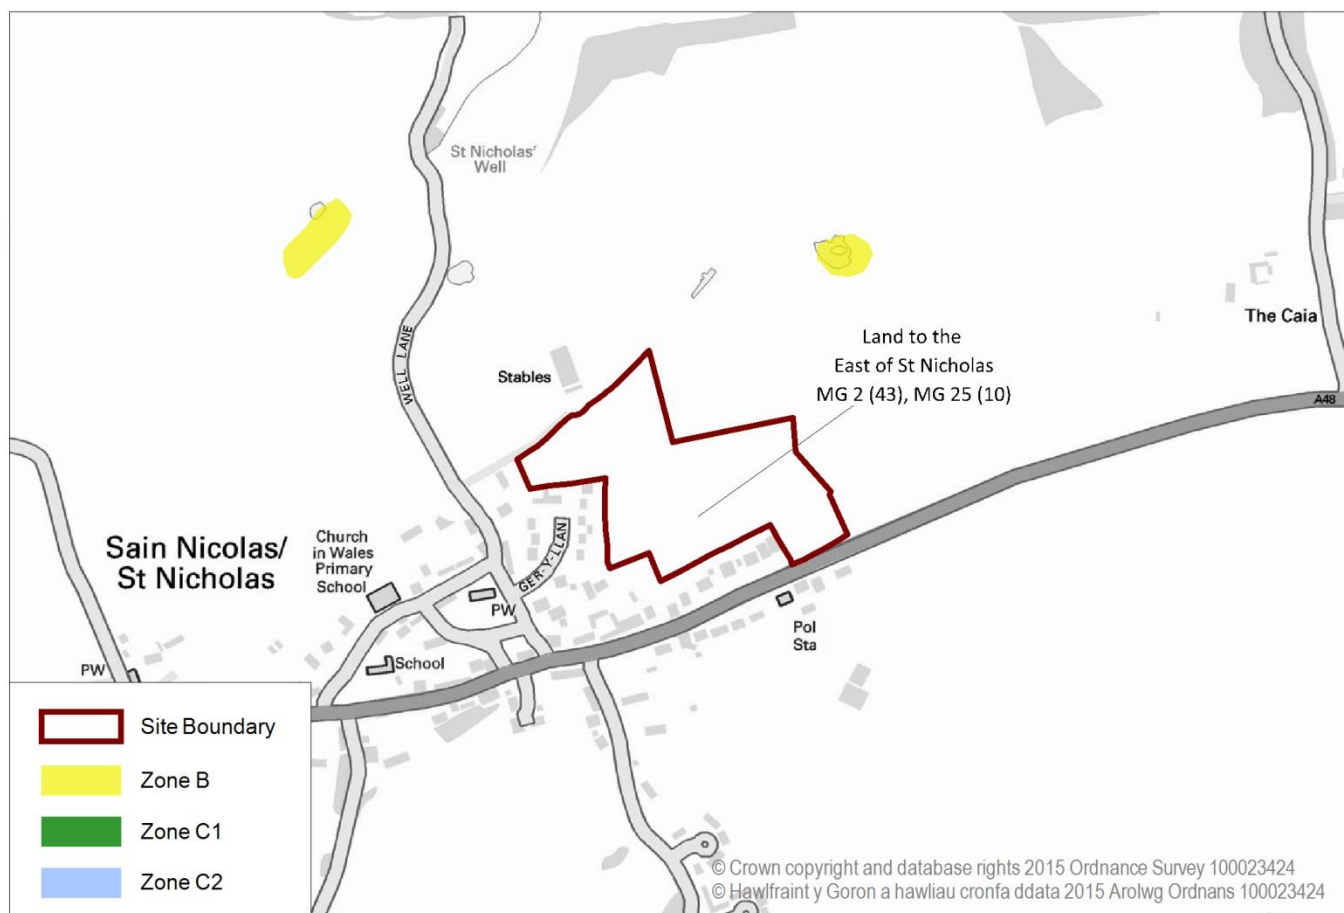 St Nicholas'
Well
WELL LANE
Stables
Land to the
East of St Nicholas
MG 2 (43), MG 25 (10)
The Caia
A48
Sain Nicolas/
St Nicholas
Church
in Wales
Primary
School
GER-Y-LLAN
PW
School
Pol
Sta
PW
Site Boundary
Zone B
Zone C1
Zone C2
© Crown copyright and database rights 2015 Ordnance Survey 100023424
© Hawlfraint y Goron a hawliau cronfa ddata 2015 Arolwg Ordnans 100023424